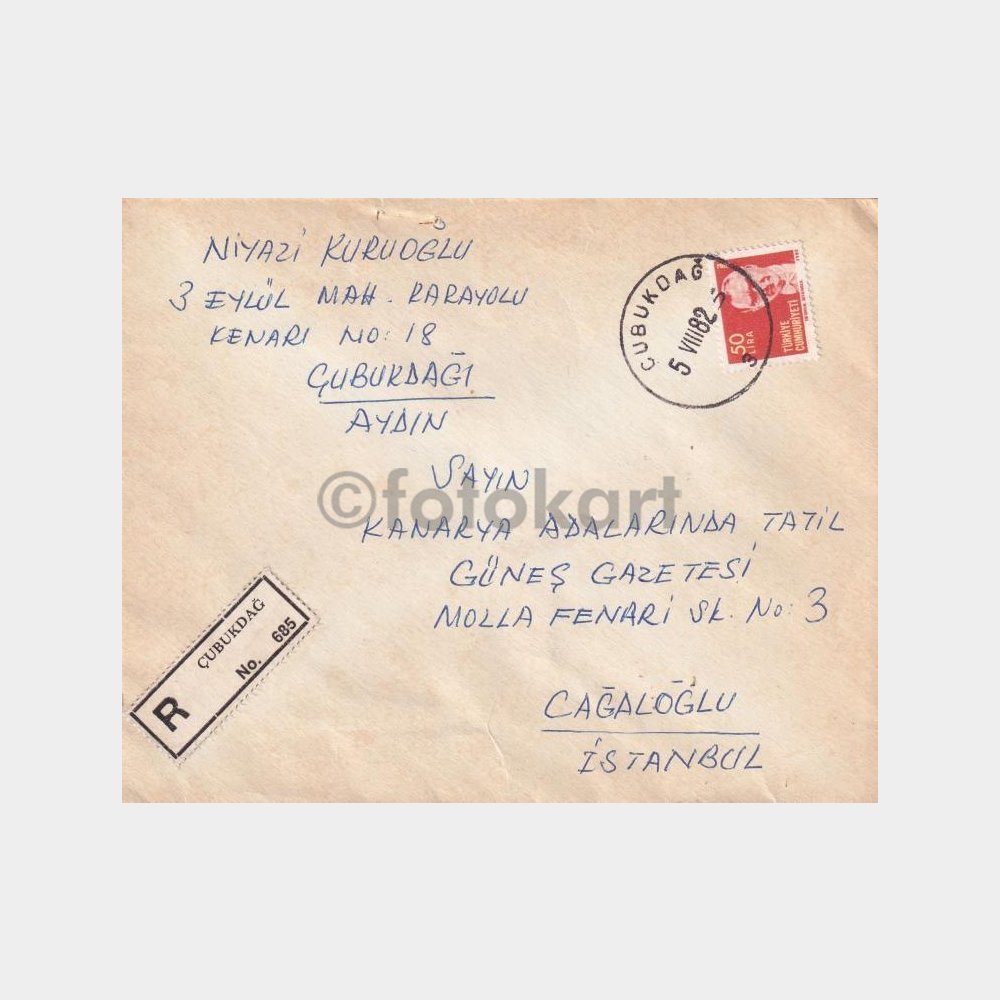 NİYAZİ KURUOĞLU
3 EYLÜL MAH. KARAYOLU
KENARI NO: 18
ÇUBUKDAĞI
AYDIN
ÇUBUKDAĞ
5 VIII 82
3
50
LİRA
TÜRKİYE
CUMHURİYETİ
SAYIN
©fotokart
KANARYA ADALARINDA TATİL
GÜNEŞ GAZETESİ
MOLLA FENARİ SK. NO: 3
CAĞALOĞLU
İSTANBUL
R
ÇUBUKDAĞ
No. 685